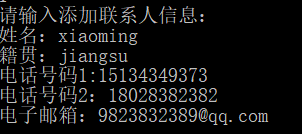 请输入添加联系人信息：
姓名：xiaoming
籍贯：jiangsu
电话号码1:15134349373
电话号码2：18028382382
电子邮箱：9823832389@qq.com